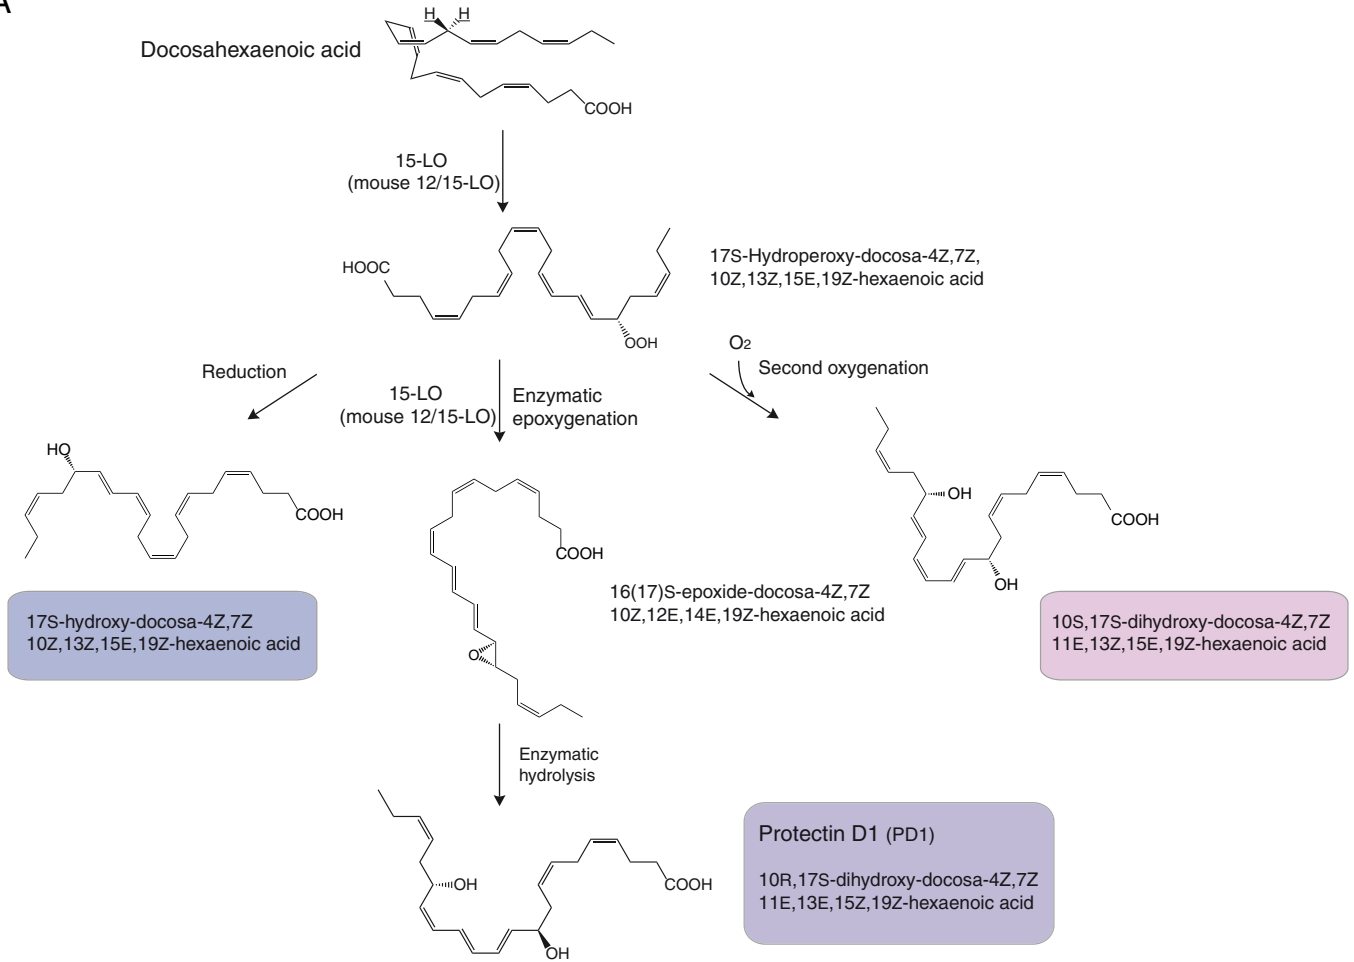 A
H H
Docosahexaenoic acid
COOH
15-LO
(mouse 12/15-LO)
HOOC
17S-Hydroperoxy-docosa-4Z,7Z,
10Z,13Z,15E,19Z-hexaenoic acid
OOH
O2
Reduction
Second oxygenation
15-LO
(mouse 12/15-LO)
Enzymatic
epoxygenation
HO
COOH
COOH
OH
COOH
OH
17S-hydroxy-docosa-4Z,7Z
10Z,13Z,15E,19Z-hexaenoic acid
16(17)S-epoxide-docosa-4Z,7Z
10Z,12E,14E,19Z-hexaenoic acid
10S,17S-dihydroxy-docosa-4Z,7Z
11E,13Z,15E,19Z-hexaenoic acid
O
Enzymatic
hydrolysis
OH
COOH
OH
Protectin D1 (PD1)
10R,17S-dihydroxy-docosa-4Z,7Z
11E,13E,15Z,19Z-hexaenoic acid